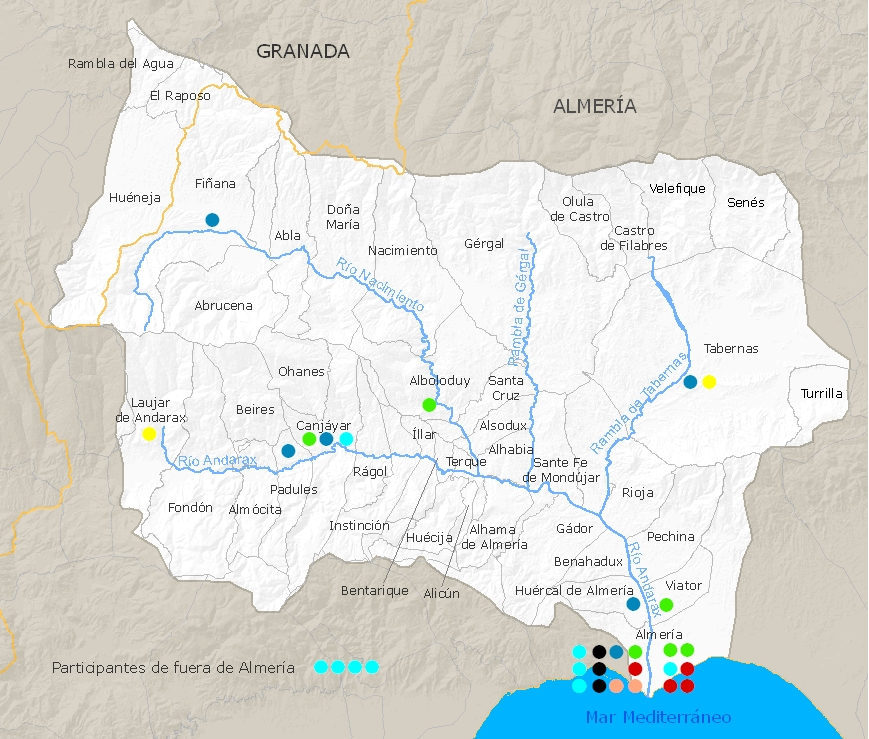 GRANADA
Rambla del Agua
El Raposo
ALMERÍA
Huéneja
Fiñana
Abla
Doña
María
Nacimiento
Gérgal
Olula
de Castro
Castro
de Filabres
Velefique
Senés
Río Nacimiento
Rambla de Gérgal
Abrucena
Ohanes
Alboloduy
Santa
Cruz
Rambla de Tabernas
Tabernas
Turrilla
Laujar
de Andarax
Beires
Canjáyar
Íllar
Alsodux
Alhabia
Río Andarax
Rágol
Terque
Sante Fe
de Mondújar
Padules
Fondón
Almócita
Instinción
Huécija
Alhama
de Almería
Rioja
Gádor
Pechina
Benahadux
Bentarique
Alicún
Huércal de Almería
Río Andarax
Viator
Almería
Participantes de fuera de Almería
Mar Mediterráneo